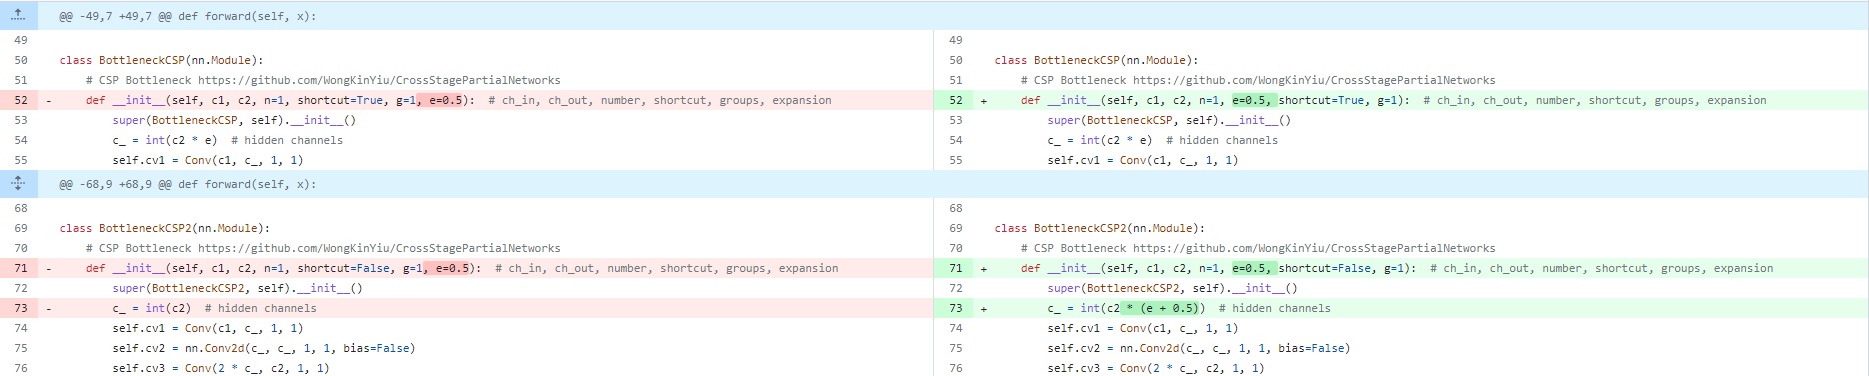 @@ -49,7 +49,7 @@ def forward(self, x):
49
50 class BottleneckCSP(nn.Module):
51 # CSP Bottleneck https://github.com/WongKinYiu/CrossStagePartialNetworks
52 - def __init__(self, c1, c2, n=1, shortcut=True, g=1, e=0.5): # ch_in, ch_out, number, shortcut, groups, expansion
53 super(BottleneckCSP, self).__init__()
54 c_ = int(c2 * e) # hidden channels
55 self.cv1 = Conv(c1, c_, 1, 1)
49
50 class BottleneckCSP(nn.Module):
51 # CSP Bottleneck https://github.com/WongKinYiu/CrossStagePartialNetworks
52 + def __init__(self, c1, c2, n=1, e=0.5, shortcut=True, g=1): # ch_in, ch_out, number, shortcut, groups, expansion
53 super(BottleneckCSP, self).__init__()
54 c_ = int(c2 * e) # hidden channels
55 self.cv1 = Conv(c1, c_, 1, 1)
@@ -68,9 +68,9 @@ def forward(self, x):
68
69 class BottleneckCSP2(nn.Module):
70 # CSP Bottleneck https://github.com/WongKinYiu/CrossStagePartialNetworks
71 - def __init__(self, c1, c2, n=1, shortcut=False, g=1, e=0.5): # ch_in, ch_out, number, shortcut, groups, expansion
72 super(BottleneckCSP2, self).__init__()
73 - c_ = int(c2) # hidden channels
74 self.cv1 = Conv(c1, c_, 1, 1)
75 self.cv2 = nn.Conv2d(c_, c_, 1, 1, bias=False)
76 self.cv3 = Conv(2 * c_, c2, 1, 1)
68
69 class BottleneckCSP2(nn.Module):
70 # CSP Bottleneck https://github.com/WongKinYiu/CrossStagePartialNetworks
71 + def __init__(self, c1, c2, n=1, e=0.5, shortcut=False, g=1): # ch_in, ch_out, number, shortcut, groups, expansion
72 super(BottleneckCSP2, self).__init__()
73 + c_ = int(c2 * (e + 0.5)) # hidden channels
74 self.cv1 = Conv(c1, c_, 1, 1)
75 self.cv2 = nn.Conv2d(c_, c_, 1, 1, bias=False)
76 self.cv3 = Conv(2 * c_, c2, 1, 1)